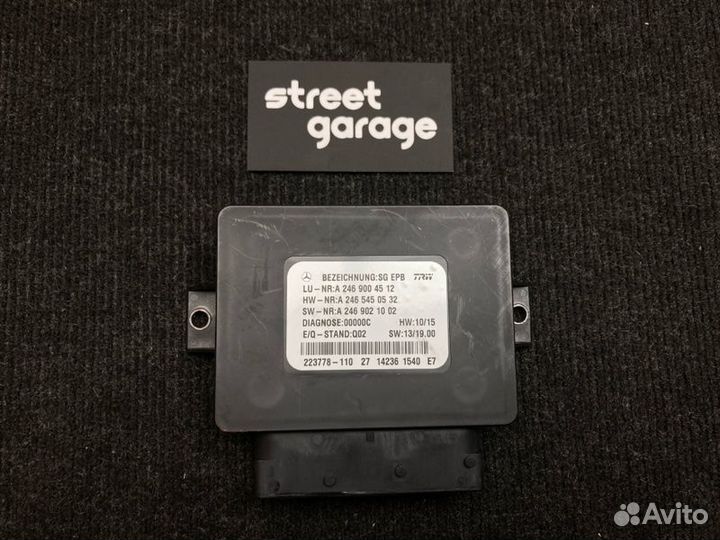 street
garage
BEZEICHNUNG:SG EPB TRW
LU-NR:A 246 900 45 12
HW-NR:A 246 545 05 32
SW-NR:A 246 902 10 02
DIAGNOSE:00000C HW:10/15
E/Q-STAND:Q02 SW:13/19.00
223778-110 27 14236 1540 E7
Avito